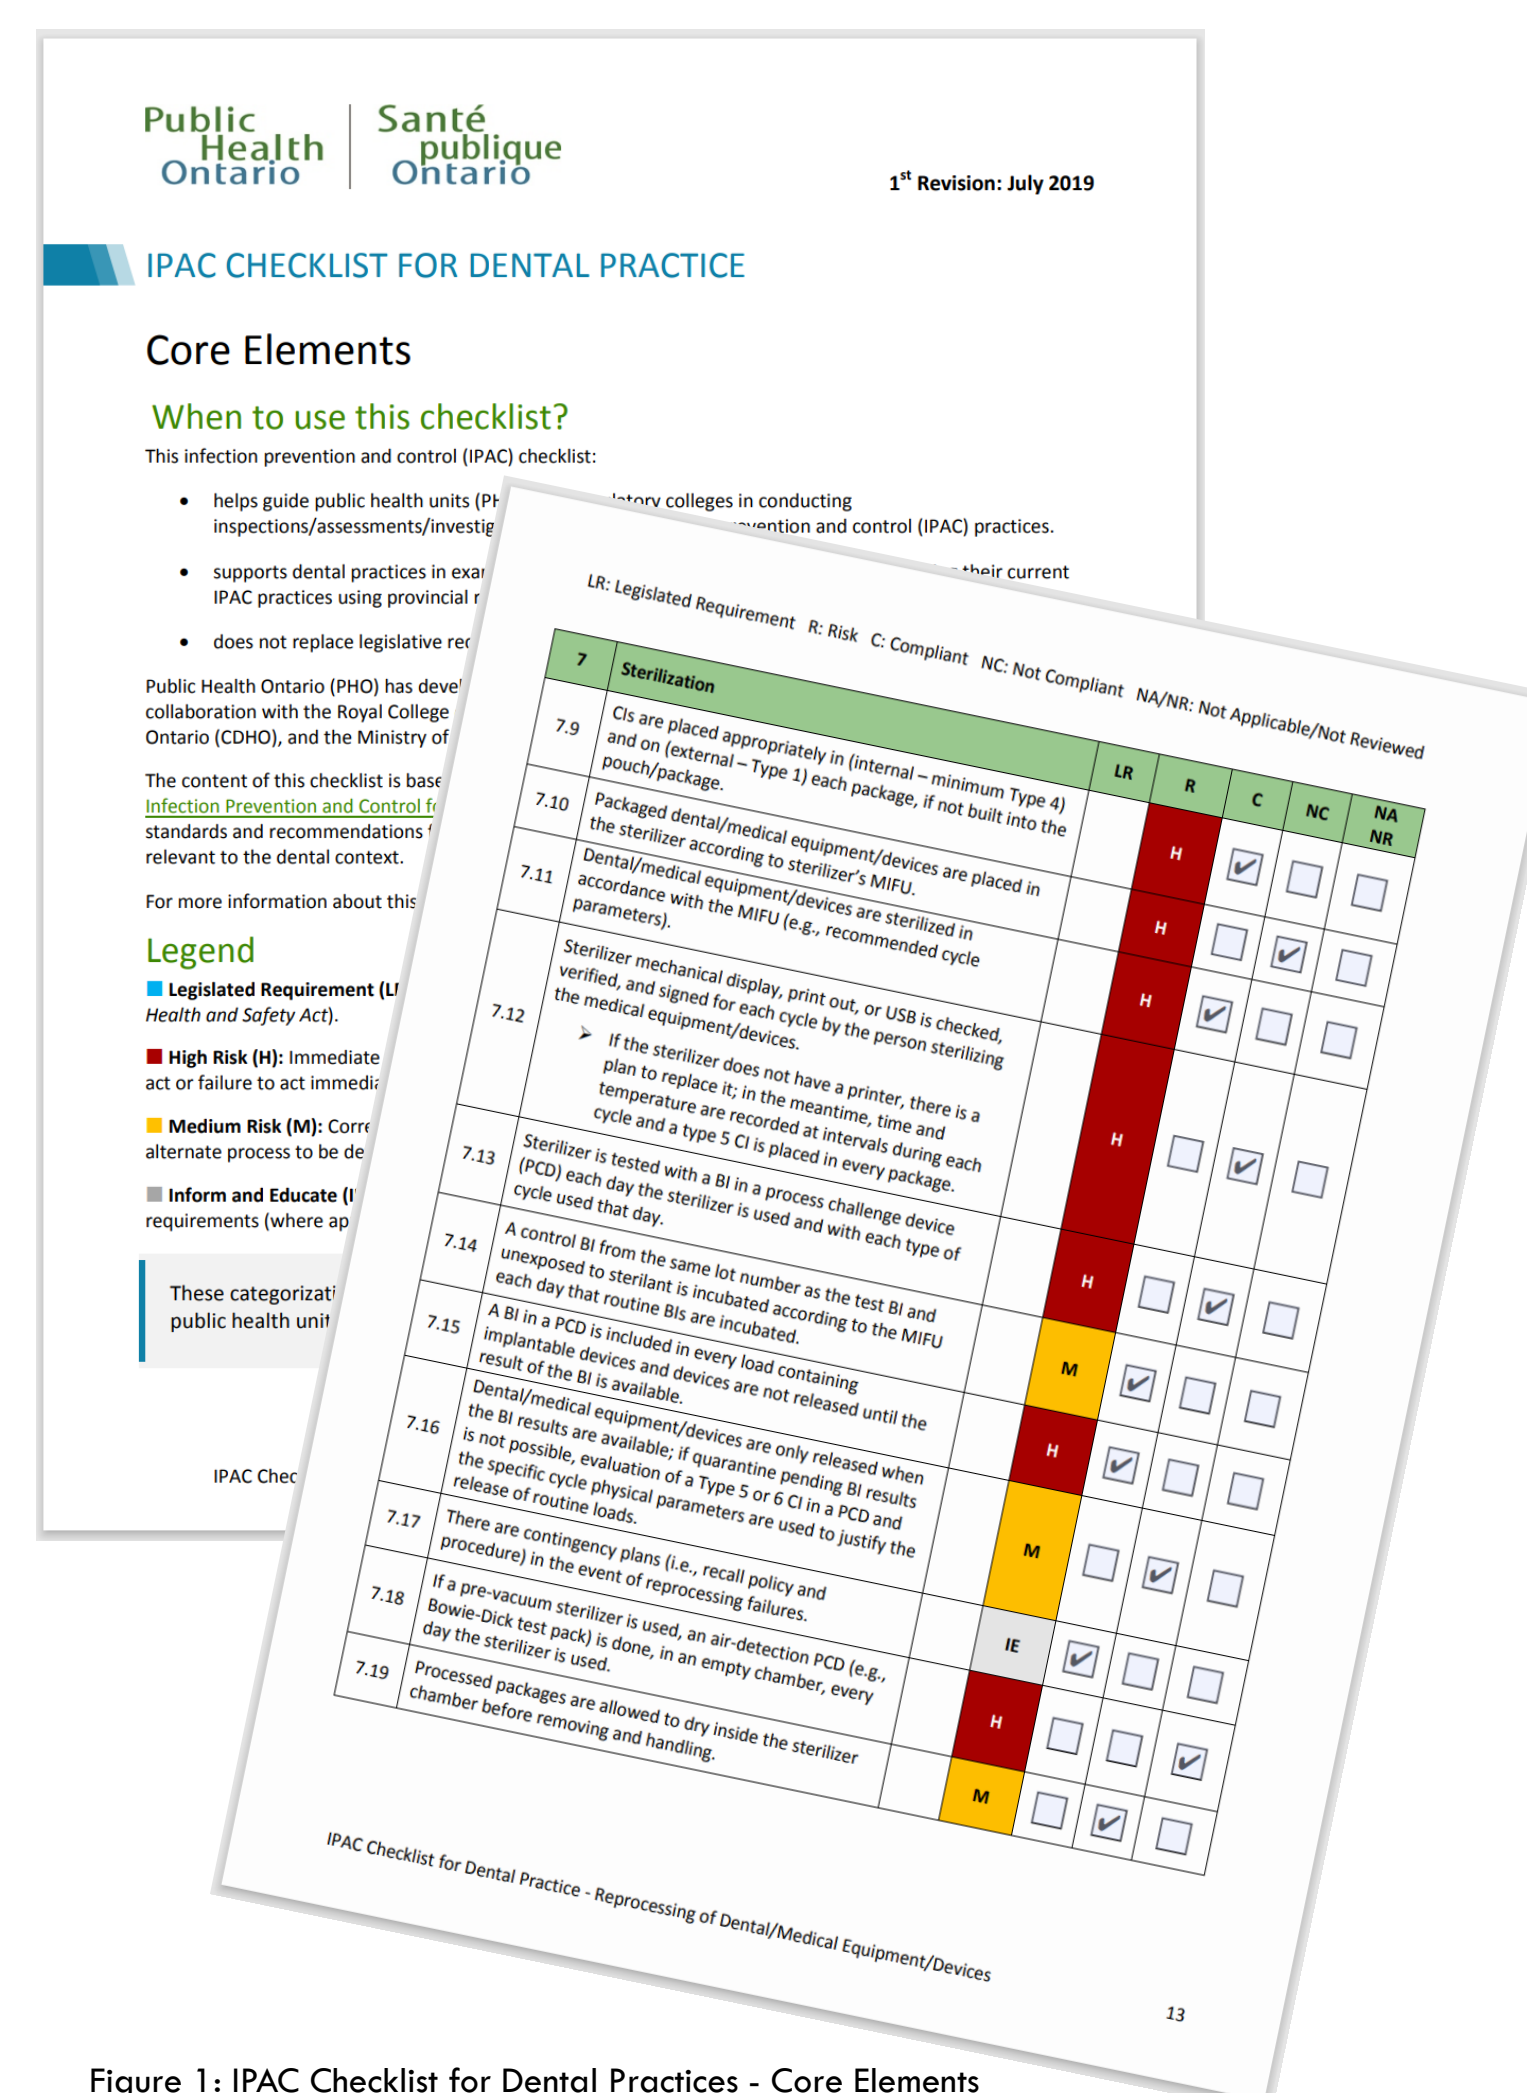 Public
Health
Ontario
Santé
publique
Ontario
1st Revision: July 2019
IPAC CHECKLIST FOR DENTAL PRACTICE
Core Elements
When to use this checklist?
This infection prevention and control (IPAC) checklist:
• helps guide public health units (PH
colleges in conducting
inspections/assessments/investig
and control (IPAC) practices.
• supports dental practices in exa
their current
IPAC practices using provincial
• does not replace legislative
Public Health Ontario (PHO) has
collaboration with the Royal College
Ontario (CDHO), and the Ministry of
The content of this checklist is
Infection Prevention and Control
standards and recommendations
relevant to the dental context.
For more information about this
Legend
Legislated Requirement
Health and Safety Act).
High Risk (H): Immediate
act or failure to act
Medium Risk (M):
alternate process to be
Inform and Educate
requirements (where
These
public health
IPAC
LR: Legislated Requirement R: Risk C: Compliant NC: Not Compliant NA/NR: Not Applicable/Not Reviewed
7 Sterilization LR R C NC NA
NR
7.9 CIs are placed appropriately in (internal – minimum Type 4)
and on (external – Type 1) each package, if not built into the
pouch/package.
H ✔
7.10 Packaged dental/medical equipment/devices are placed in
the sterilizer according to sterilizer's MIFU.
H ✔
7.11 Dental/medical equipment/devices are sterilized in
accordance with the MIFU (e.g., recommended cycle
parameters).
H ✔
7.12 Sterilizer mechanical display, print out, or USB is checked,
verified, and signed for each cycle by the person sterilizing
the medical equipment/devices.
➢ If the sterilizer does not have a printer, there is a
plan to replace it; in the meantime, time and
temperature are recorded at intervals during each
cycle and a type 5 CI is placed in every package.
H ✔
7.13 Sterilizer is tested with a BI in a process challenge device
(PCD) each day the sterilizer is used and with each type of
cycle used that day.
H ✔
7.14 A control BI from the same lot number as the test BI and
unexposed to sterilant is incubated according to the MIFU
each day that routine BIs are incubated.
M ✔
7.15 A BI in a PCD is included in every load containing
implantable devices and devices are not released until the
result of the BI is available.
H ✔
7.16 Dental/medical equipment/devices are only released when
the BI results are available; if quarantine pending BI results
is not possible, evaluation of a Type 5 or 6 CI in a PCD and
the specific cycle physical parameters are used to justify the
release of routine loads.
M ✔
7.17 There are contingency plans (i.e., recall policy and
procedure) in the event of reprocessing failures.
IE ✔
7.18 If a pre-vacuum sterilizer is used, an air-detection PCD (e.g.,
Bowie-Dick test pack) is done, in an empty chamber, every
day the sterilizer is used.
H ✔
7.19 Processed packages are allowed to dry inside the sterilizer
chamber before removing and handling.
M ✔
IPAC Checklist for Dental Practice - Reprocessing of Dental/Medical Equipment/Devices
13
Figure 1: IPAC Checklist for Dental Practices - Core Elements